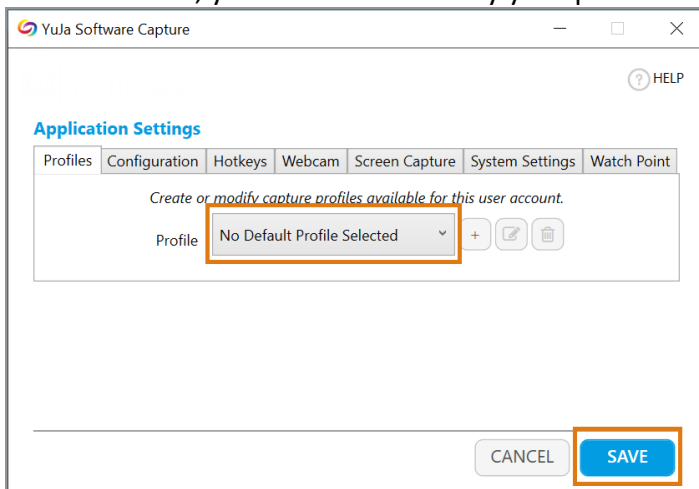 YuJa Software Capture
HELP
Application Settings
Profiles Configuration Hotkeys Webcam Screen Capture System Settings Watch Point
Create or modify capture profiles available for this user account.
Profile No Default Profile Selected
CANCEL SAVE